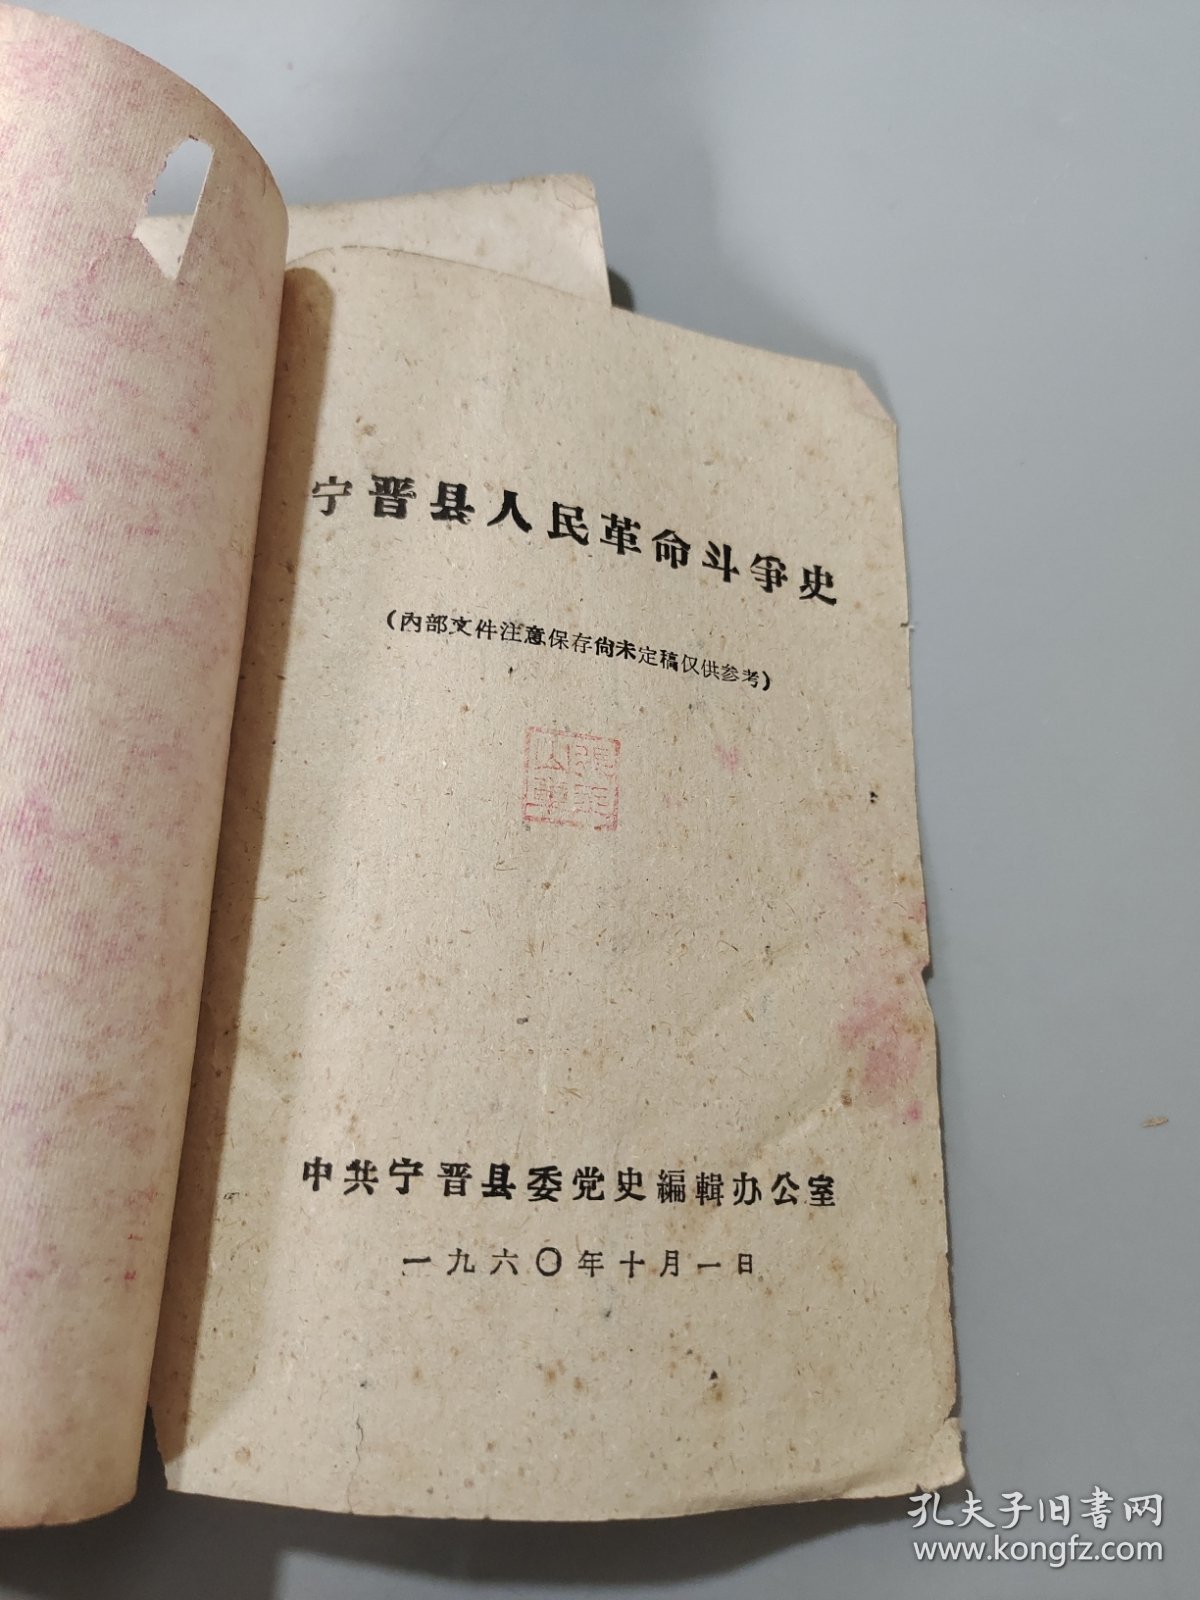 宁晋县人民革命斗爭史
(內部文件注意保存尙未定稿仅供参考)
中共宁晋县委党史編輯办公室
一九六〇年十月一日
孔夫子旧書网
www.kongfz.com